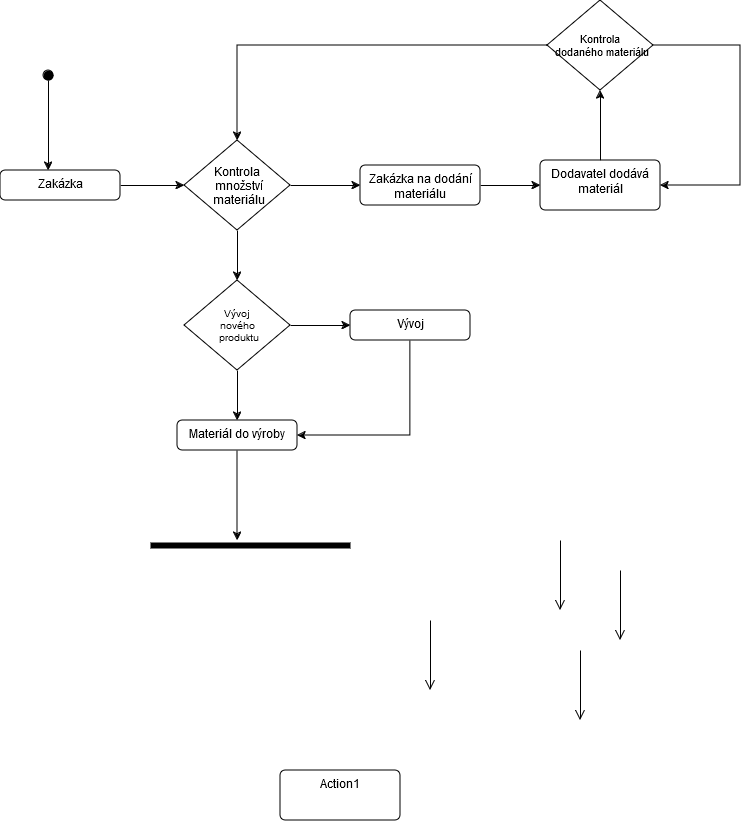 Kontrola
dodaného materiálu
Zakázka
Kontrola
množství
materiálu
Zakázka na dodání
materiálu
Dodavatel dodává
materiál
Vývoj
nového
produktu
Vývoj
Materiál do výroby
Action1